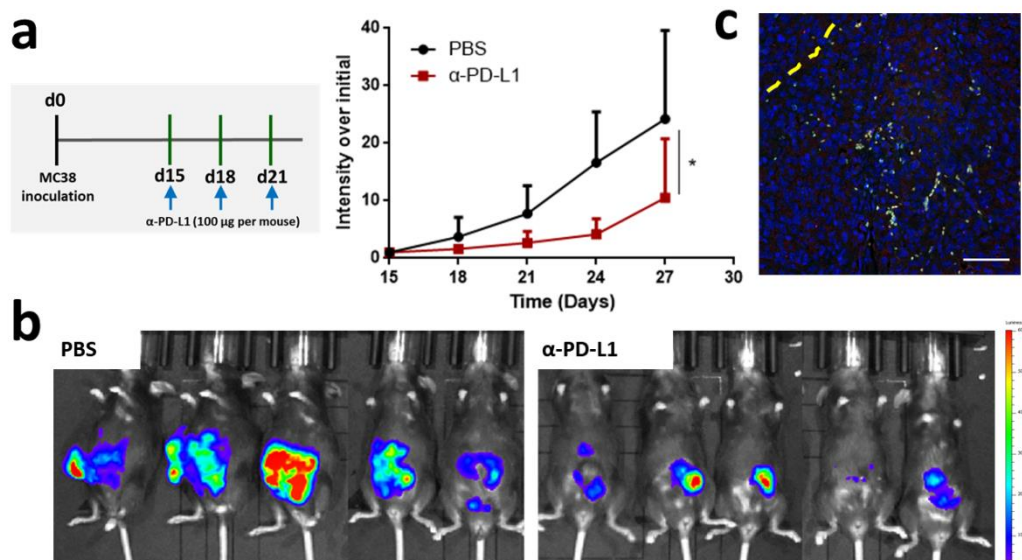 a
d0
MC38
inoculation
d15 d18 d21
α-PD-L1 (100 μg per mouse)
Intensity over initial
40
30
20
10
0
PBS
α-PD-L1
*
15 18 21 24 27 30
Time (Days)
c
b
PBS
α-PD-L1